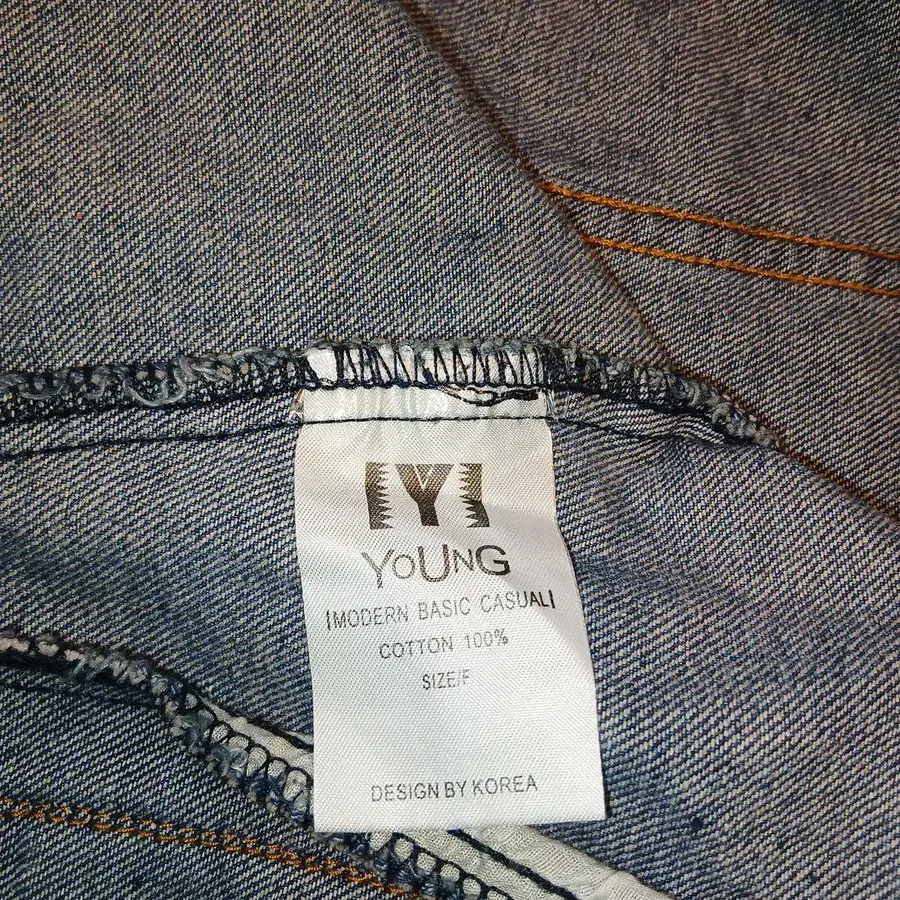 Y
YOUNG
|MODERN BASIC CASUAL|
COTTON 100%
SIZE/F
DESIGN BY KOREA